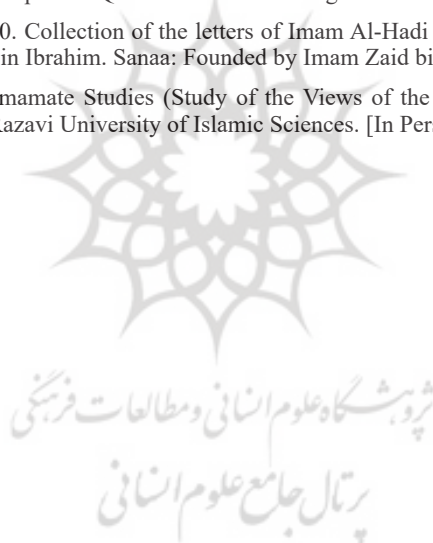 0. Collection of the letters of Imam Al-Hadi
in Ibrahim. Sanaa: Founded by Imam Zaid bi
mamate Studies (Study of the Views of the
Razavi University of Islamic Sciences. [In Pers
پژوهشگاه علوم انسانی و مطالعات فرهنگی
پرتال جامع علوم انسانی